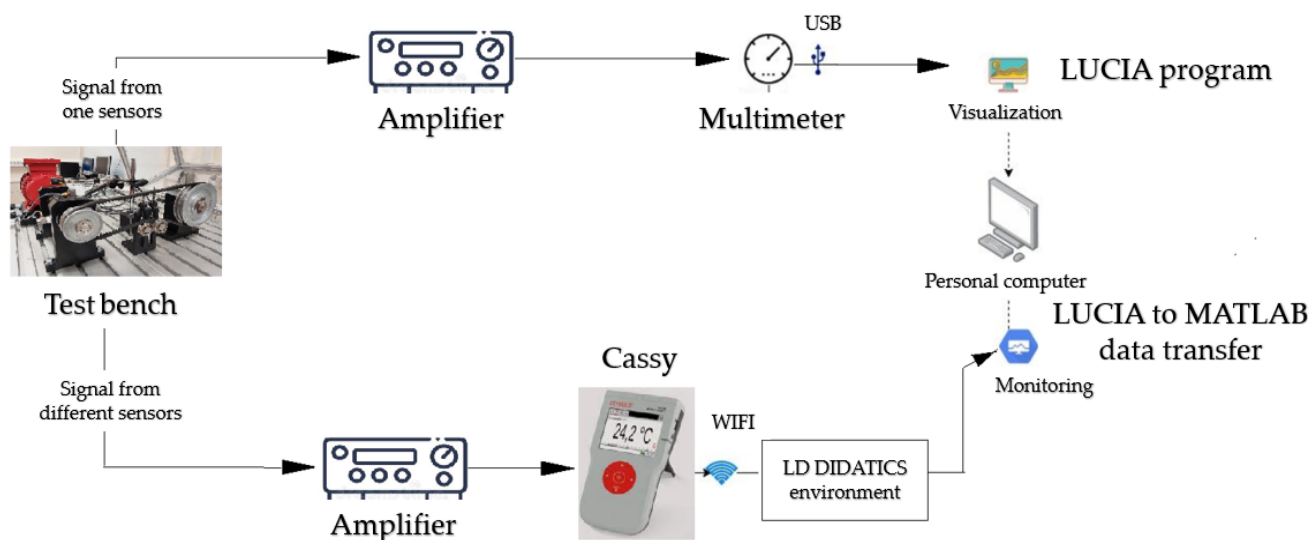 USB
Signal from
one sensors
Amplifier
Multimeter
LUCIA program
Visualization
Personal computer
Test bench
LUCIA to MATLAB
data transfer
Monitoring
Cassy
Signal from
different sensors
24,2 °C
WIFI
LD DIDATICS
environment
Amplifier